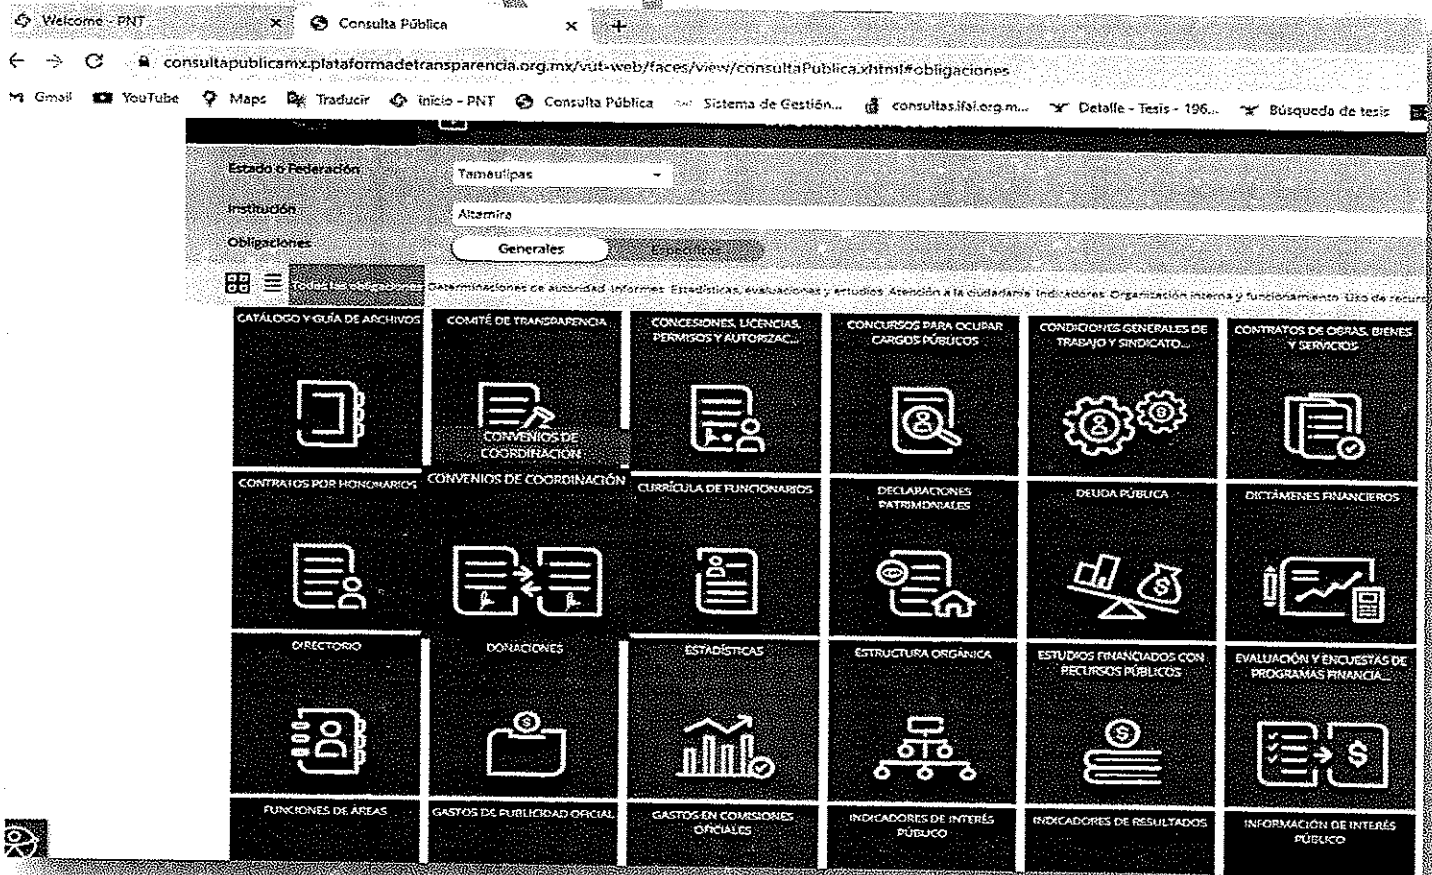 Welcome - PNT
Consulta Pública
consultapublicamx.plataformadetransparencia.org.mx/vut-web/faces/view/consultaPublica.xhtml#obligaciones
Gmail YouTube Maps Traducir Inicio - PNT Consulta Pública Sistema de Gestión... consultas.ifai.org.m... Detalle - Tesis - 196... Búsqueda de tesis
Estado o Federación
Tamaulipas
Institución
Altamira
Obligaciones
Generales
Específicas
Todas las obligaciones Determinaciones de autoridad Informes Estadísticas, evaluaciones y estudios Atención a la ciudadanía Indicadores Organización interna y funcionamiento Uso de recurs
CATÁLOGO Y GUÍA DE ARCHIVOS
COMITÉ DE TRANSPARENCIA
CONCESIONES, LICENCIAS,
PERMISOS Y AUTORIZAC...
CONCURSOS PARA OCUPAR
CARGOS PÚBLICOS
CONDICIONES GENERALES DE
TRABAJO Y SINDICATO...
CONTRATOS DE OBRAS, BIENES
Y SERVICIOS
CONVENIOS DE
COORDINACIÓN
CONTRATOS POR HONORARIOS
CONVENIOS DE COORDINACIÓN
CURRÍCULA DE FUNCIONARIOS
DECLARACIONES
PATRIMONIALES
DEUDA PÚBLICA
DICTÁMENES FINANCIEROS
DIRECTORIO
DONACIONES
ESTADÍSTICAS
ESTRUCTURA ORGÁNICA
ESTUDIOS FINANCIADOS CON
RECURSOS PÚBLICOS
EVALUACIÓN Y ENCUESTAS DE
PROGRAMAS FINANCIA...
FUNCIONES DE ÁREAS
GASTOS DE PUBLICIDAD OFICIAL
GASTOS EN COMISIONES
OFICIALES
INDICADORES DE INTERÉS
PÚBLICO
INDICADORES DE RESULTADOS
INFORMACIÓN DE INTERÉS
PÚBLICO